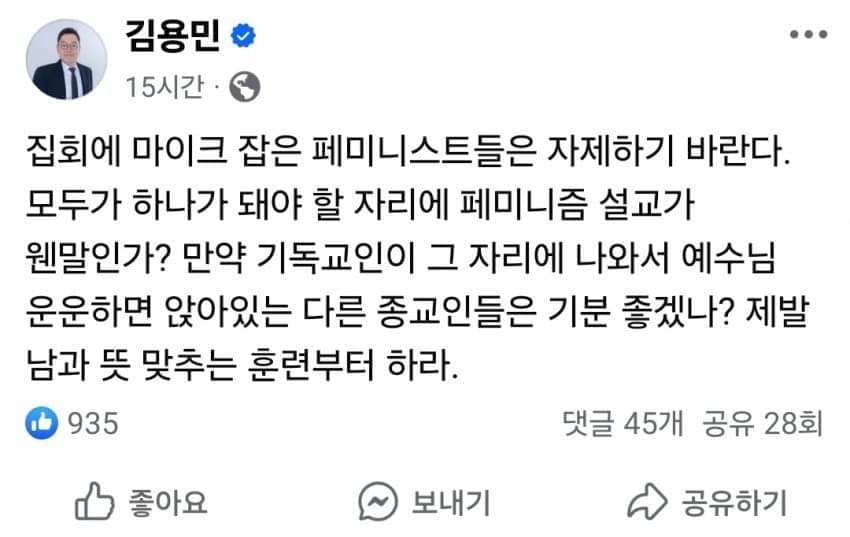 김용민
15시간 ·
집회에 마이크 잡은 페미니스트들은 자제하기 바란다.
모두가 하나가 돼야 할 자리에 페미니즘 설교가
웬말인가? 만약 기독교인이 그 자리에 나와서 예수님
운운하면 앉아있는 다른 종교인들은 기분 좋겠나? 제발
남과 뜻 맞추는 훈련부터 하라.
935 댓글 45개 공유 28회
좋아요 보내기 공유하기